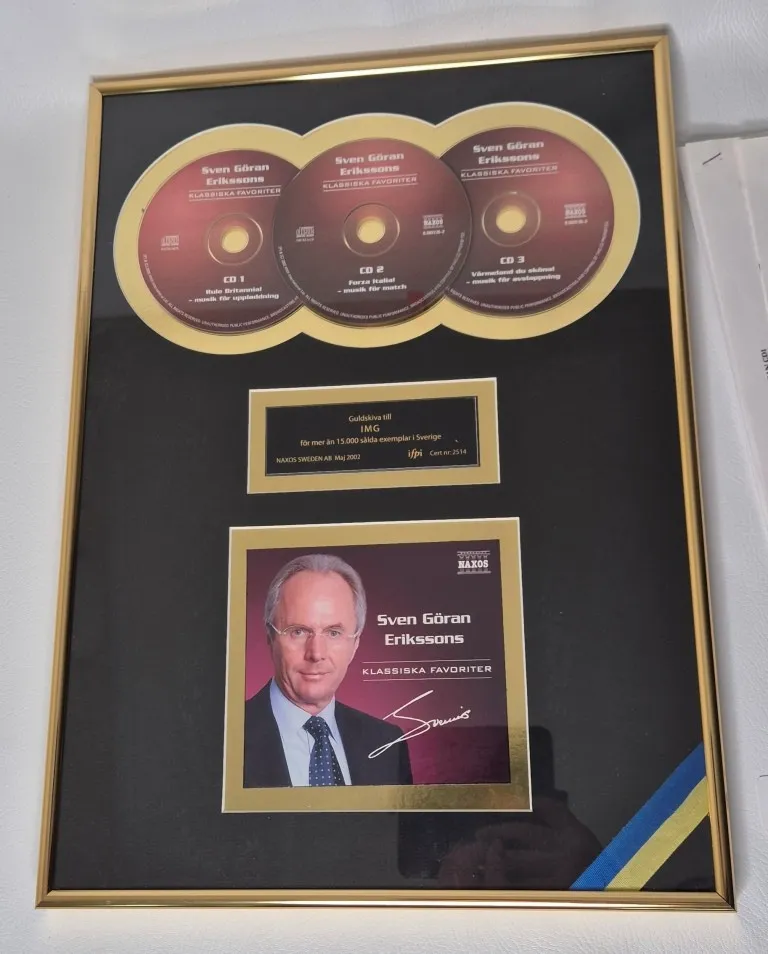 Sven Göran
Erikssons
KLASSISKA FAVORITER
CD 1
Rule Britannia!
- musik för uppladdning
Sven Göran
Erikssons
KLASSISKA FAVORITER
NAXOS
CD 2
Forza Italia!
- musik för match
Sven Göran
Erikssons
KLASSISKA FAVORITER
NAXOS
CD 3
Värmeland du sköna!
- musik för avslappning
Guldskiva till
IMG
för mer än 15.000 sålda exemplar i Sverige
NAXOS SWEDEN AB Maj 2002 ifpi Cert nr: 2514
NAXOS
Sven Göran
Erikssons
KLASSISKA FAVORITER